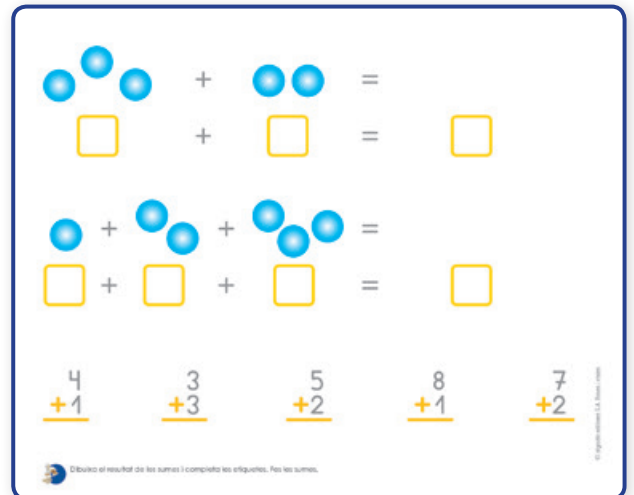 + =
+ =
+ + =
+ + =
4 3 5 8 7
+1 +3 +2 +1 +2
Dibuixa el resultat de les sumes i completa les etiquetes. Fes les sumes.